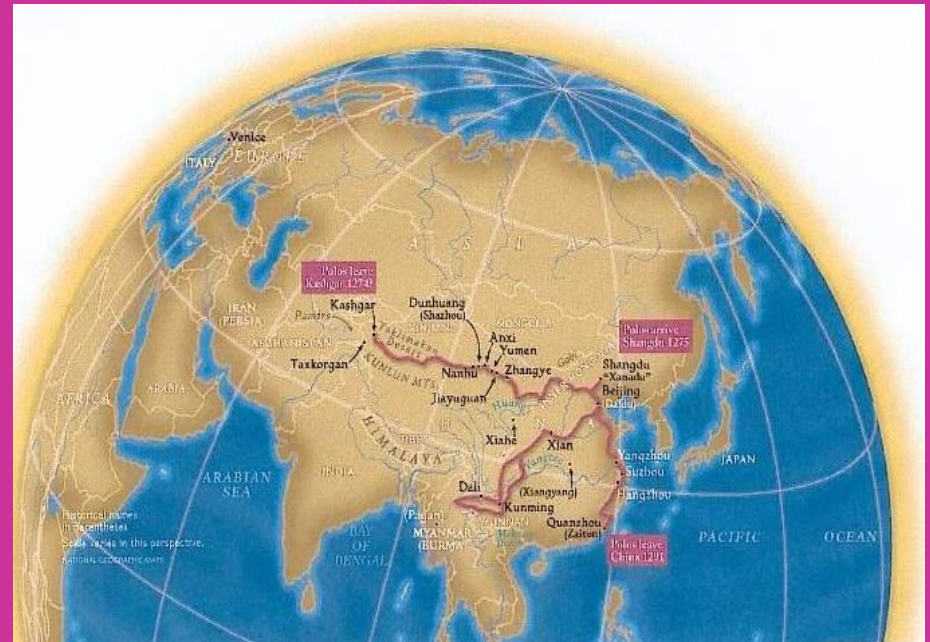 Venice
ITALY
EUROPE
ASIA
Polos leave
Kashgar 1274?
Kashgar
Pamirs
Dunhuang
(Shazhou)
XINJIANG
MONGOLIA
Anxi
Yumen
Polos arrive
Shangdu 1275
IRAN
(PERSIA)
AFGHANISTAN
Taklimakan
Desert
Taxkorgan
KUNLUN MTS.
Nanhu
Zhangye
Gobi
Jiayuguan
Shangdu
"Xanadu"
Beijing
(Daidu)
AFRICA
ARABIA
HIMALAYA
Xiahe
Xian
Yangzhou
Suzhou
JAPAN
ARABIAN
SEA
INDIA
Yangtze
Dali
(Xiangyang)
Hangzhou
(Pagan)
Kunming
YUNNAN
Quanzhou
(Zaiton)
MYANMAR
(BURMA)
BAY
OF
BENGAL
PACIFIC OCEAN
Polos leave
China 1291
Historical names
in parentheses
Scale varies in this perspective.
NATIONAL GEOGRAPHIC MAPS